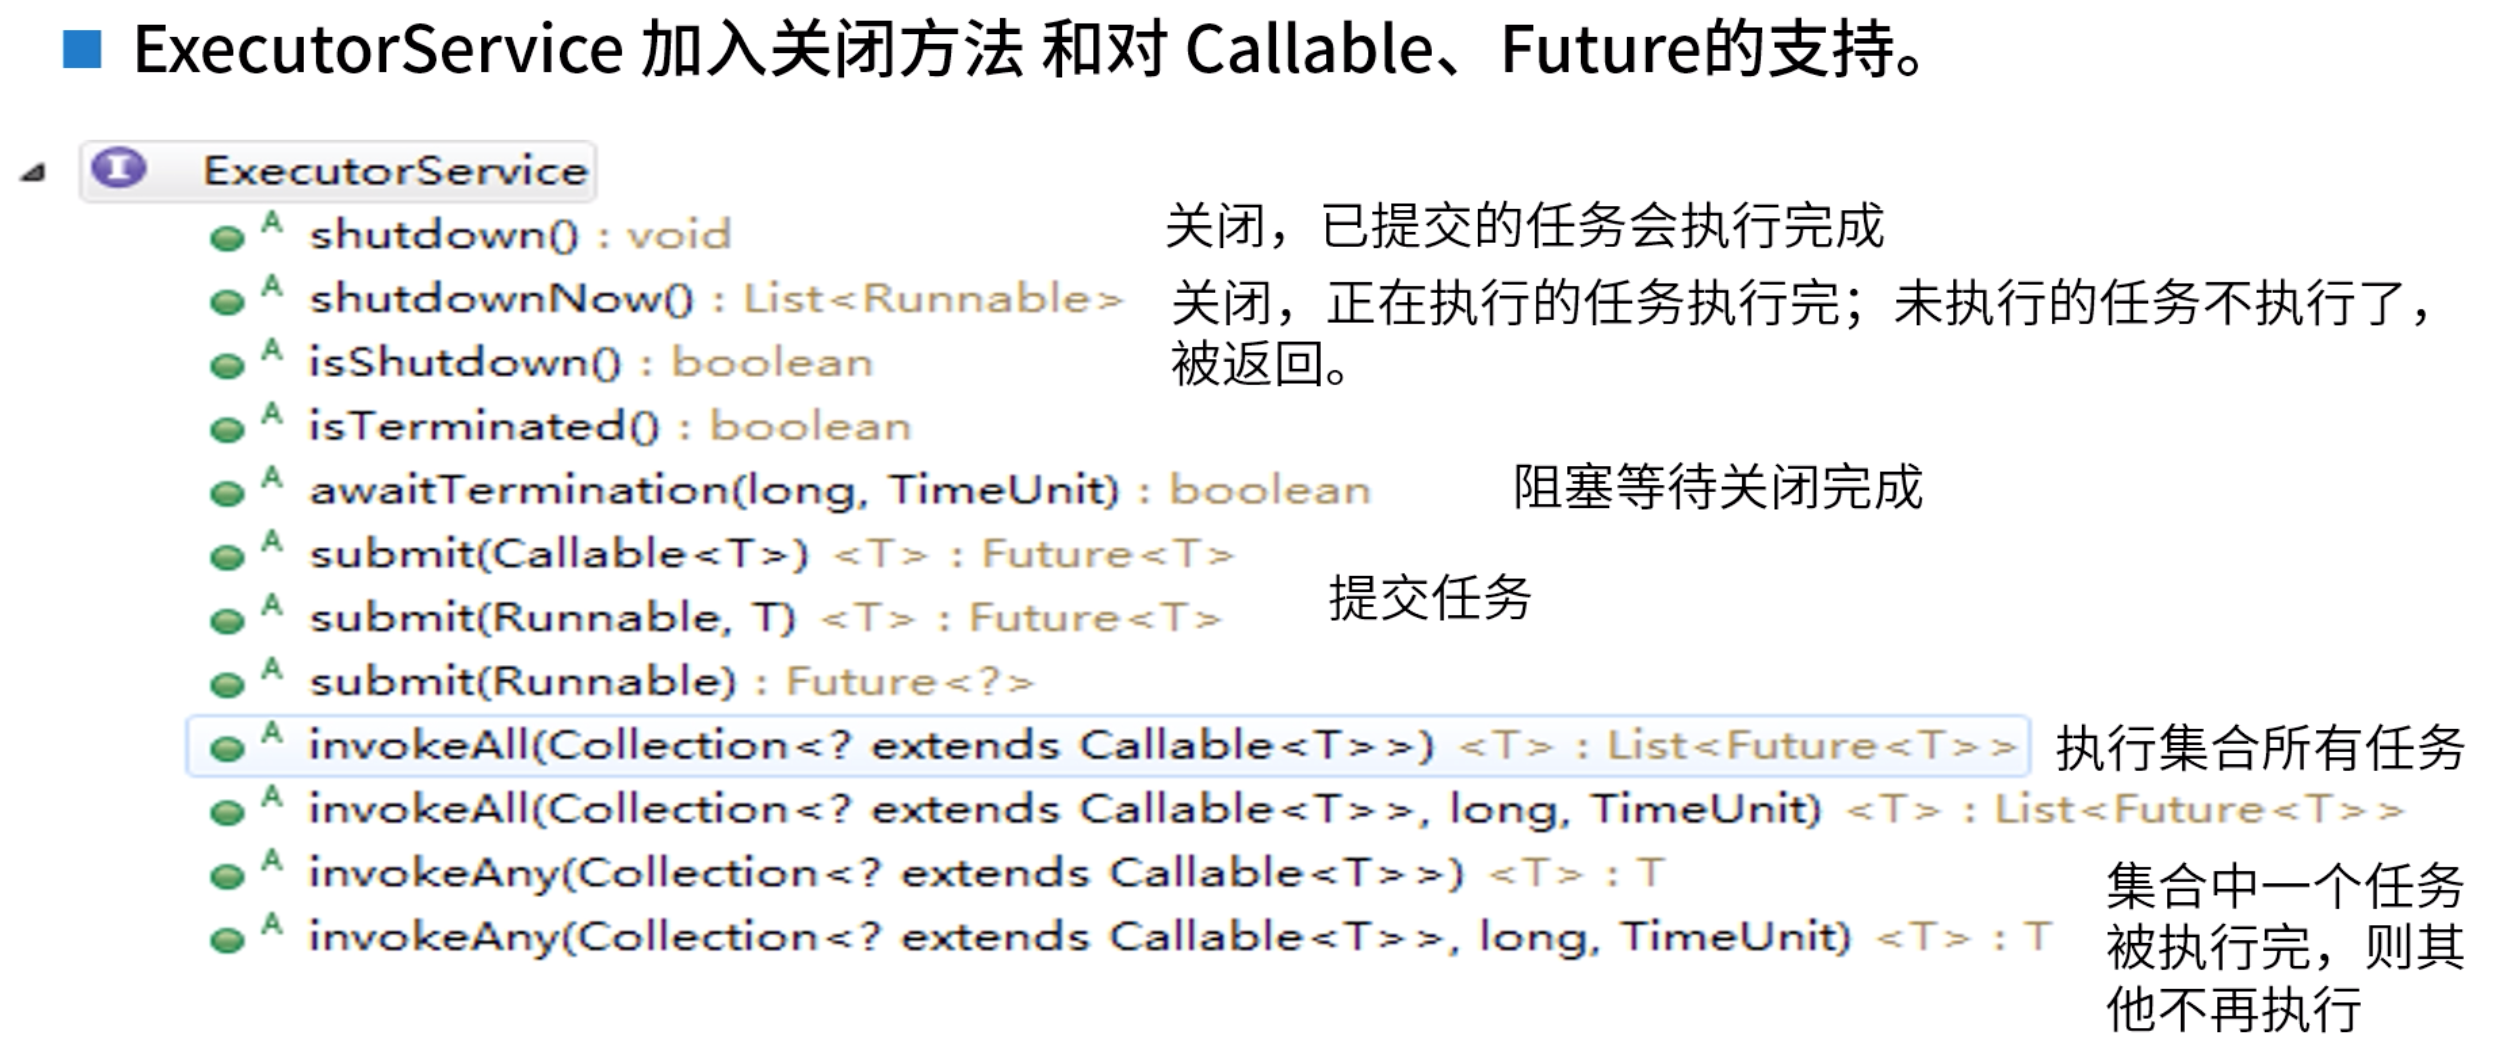 ExecutorService 加入关闭方法 和对 Callable、Future的支持。
ExecutorService
shutdown() : void 关闭，已提交的任务会执行完成
shutdownNow() : List<Runnable> 关闭，正在执行的任务执行完；未执行的任务不执行了，
isShutdown() : boolean 被返回。
isTerminated() : boolean
awaitTermination(long, TimeUnit) : boolean 阻塞等待关闭完成
submit(Callable<T>) <T> : Future<T>
提交任务
submit(Runnable, T) <T> : Future<T>
submit(Runnable) : Future<?>
invokeAll(Collection<? extends Callable<T>>) <T> : List<Future<T>> 执行集合所有任务
invokeAll(Collection<? extends Callable<T>>, long, TimeUnit) <T> : List<Future<T>>
invokeAny(Collection<? extends Callable<T>>) <T> : T
invokeAny(Collection<? extends Callable<T>>, long, TimeUnit) <T> : T
集合中一个任务
被执行完，则其
他不再执行